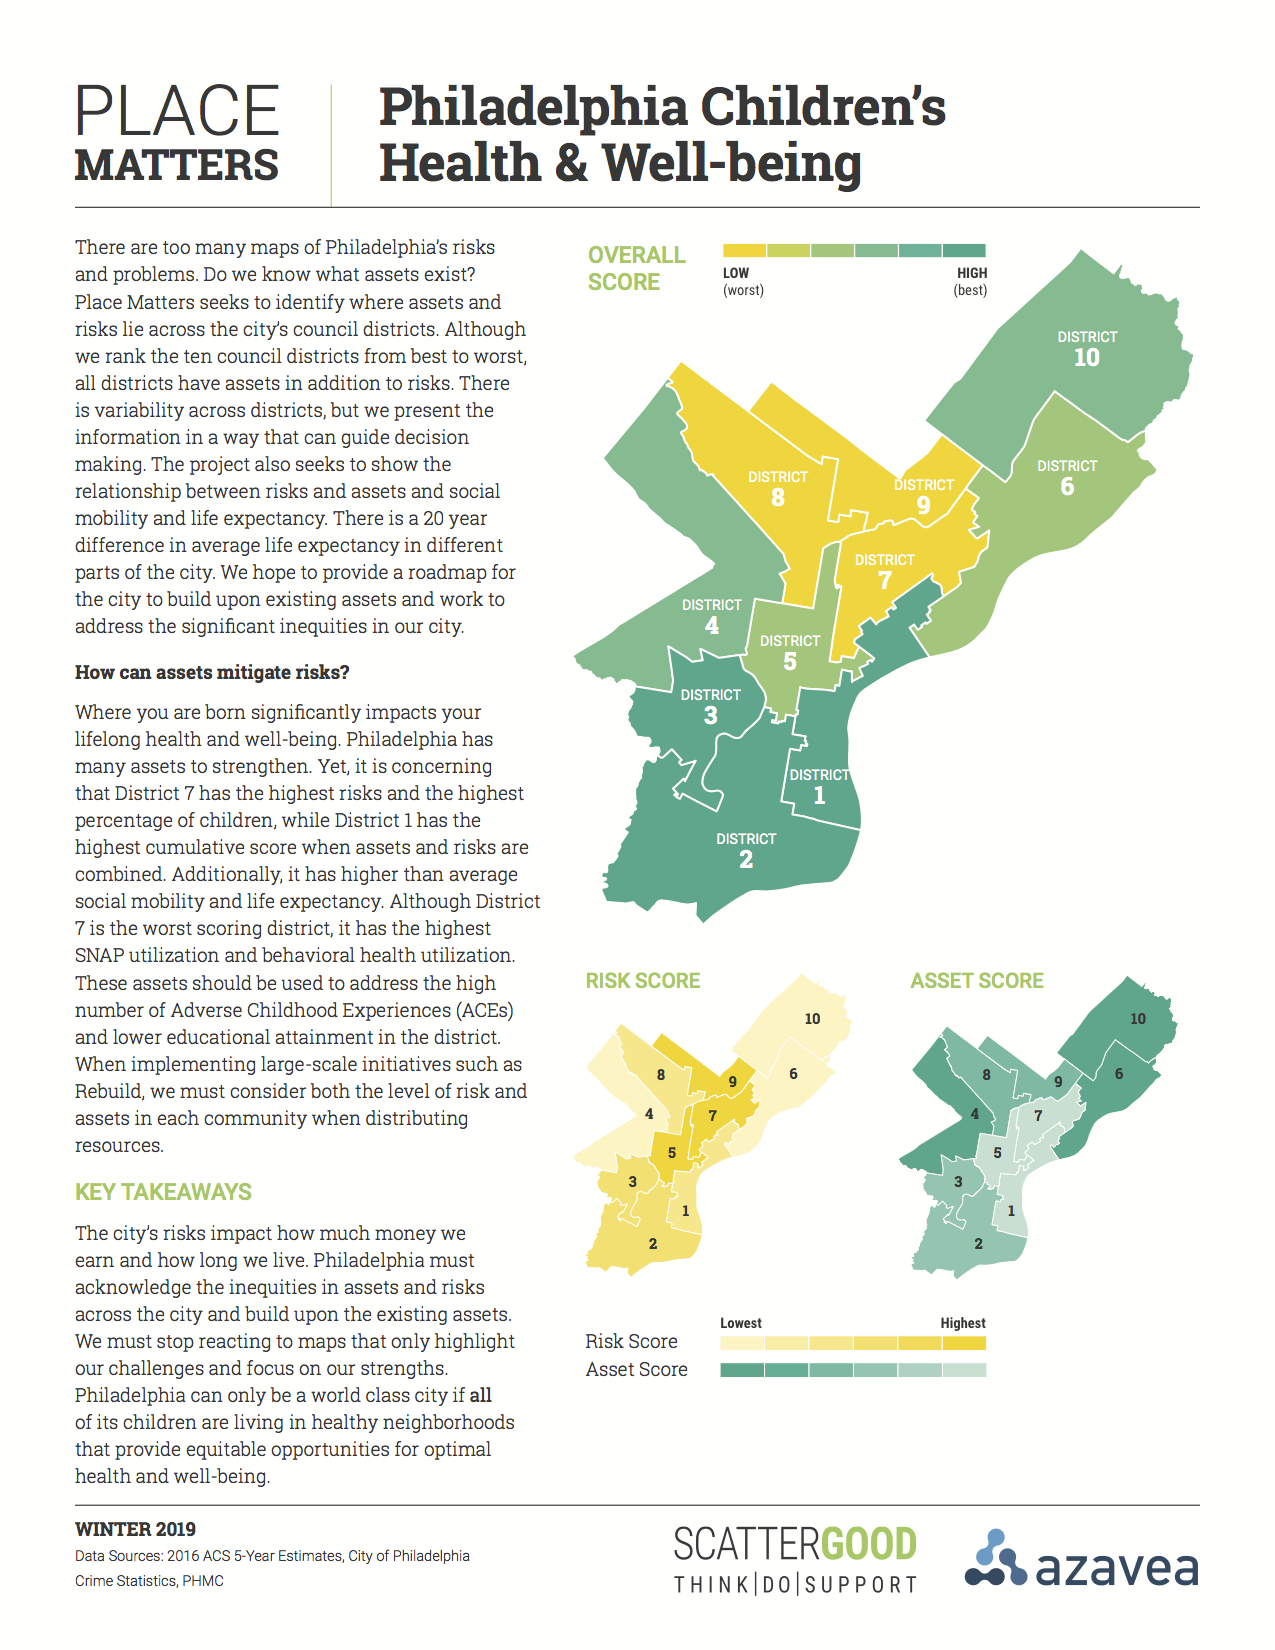 PLACE
MATTERS
Philadelphia Children's
Health & Well-being
There are too many maps of Philadelphia's risks
and problems. Do we know what assets exist?
Place Matters seeks to identify where assets and
risks lie across the city's council districts. Although
we rank the ten council districts from best to worst,
all districts have assets in addition to risks. There
is variability across districts, but we present the
information in a way that can guide decision
making. The project also seeks to show the
relationship between risks and assets and social
mobility and life expectancy. There is a 20 year
difference in average life expectancy in different
parts of the city. We hope to provide a roadmap for
the city to build upon existing assets and work to
address the significant inequities in our city.
How can assets mitigate risks?
Where you are born significantly impacts your
lifelong health and well-being. Philadelphia has
many assets to strengthen. Yet, it is concerning
that District 7 has the highest risks and the highest
percentage of children, while District 1 has the
highest cumulative score when assets and risks are
combined. Additionally, it has higher than average
social mobility and life expectancy. Although District
7 is the worst scoring district, it has the highest
SNAP utilization and behavioral health utilization.
These assets should be used to address the high
number of Adverse Childhood Experiences (ACEs)
and lower educational attainment in the district.
When implementing large-scale initiatives such as
Rebuild, we must consider both the level of risk and
assets in each community when distributing
resources.
KEY TAKEAWAYS
The city's risks impact how much money we
earn and how long we live. Philadelphia must
acknowledge the inequities in assets and risks
across the city and build upon the existing assets.
We must stop reacting to maps that only highlight
our challenges and focus on our strengths.
Philadelphia can only be a world class city if all
of its children are living in healthy neighborhoods
that provide equitable opportunities for optimal
health and well-being.
OVERALL
SCORE
LOW
(worst)
HIGH
(best)
DISTRICT
10
DISTRICT
6
DISTRICT
8
DISTRICT
9
DISTRICT
7
DISTRICT
4
DISTRICT
5
DISTRICT
3
DISTRICT
1
DISTRICT
2
RISK SCORE
10
8
9
6
4
7
5
3
1
2
ASSET SCORE
10
8
9
6
4
7
5
3
1
2
Lowest Highest
Risk Score
Asset Score
WINTER 2019
Data Sources: 2016 ACS 5-Year Estimates, City of Philadelphia
Crime Statistics, PHMC
SCATTERGOOD
THINK|DO|SUPPORT
azavea